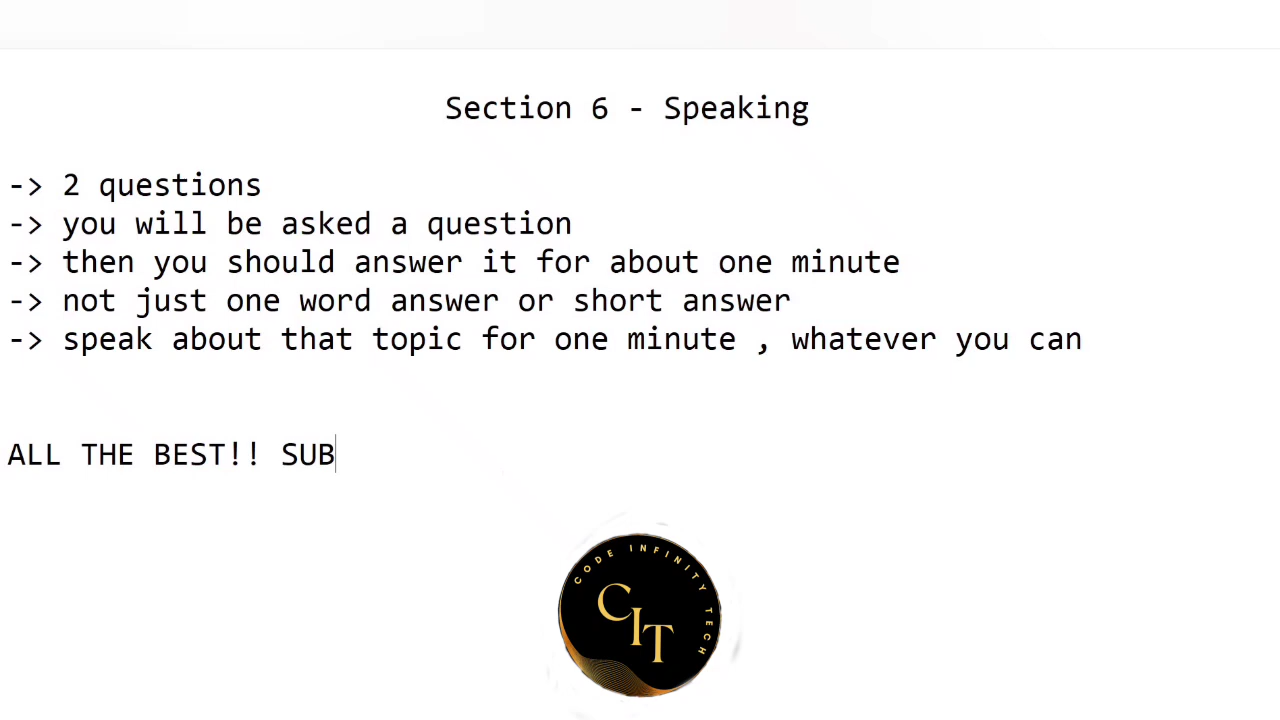 Section 6 - Speaking
-> 2 questions
-> you will be asked a question
-> then you should answer it for about one minute
-> not just one word answer or short answer
-> speak about that topic for one minute , whatever you can
ALL THE BEST!! SUB
CODE INFINITY TECH
CIT